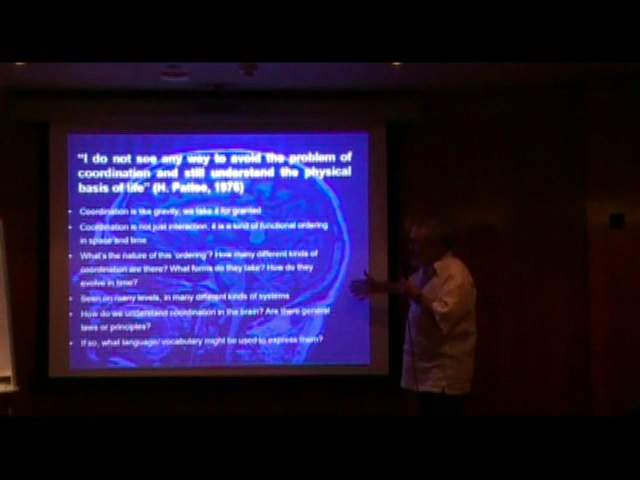 "I do not see any way to avoid the problem of
coordination and still understand the physical
basis of life" (H. Pattee, 1976)
• Coordination is like gravity; we take it for granted
• Coordination is not just interaction; it is a kind of functional ordering
in space and time
• What's the nature of this 'ordering'? How many different kinds of
coordination are there? What forms do they take? How do they
evolve in time?
• Seen on many levels, in many different kinds of systems
• How do we understand coordination in the brain? Are there general
laws or principles?
• If so, what language/ vocabulary might be used to express them?